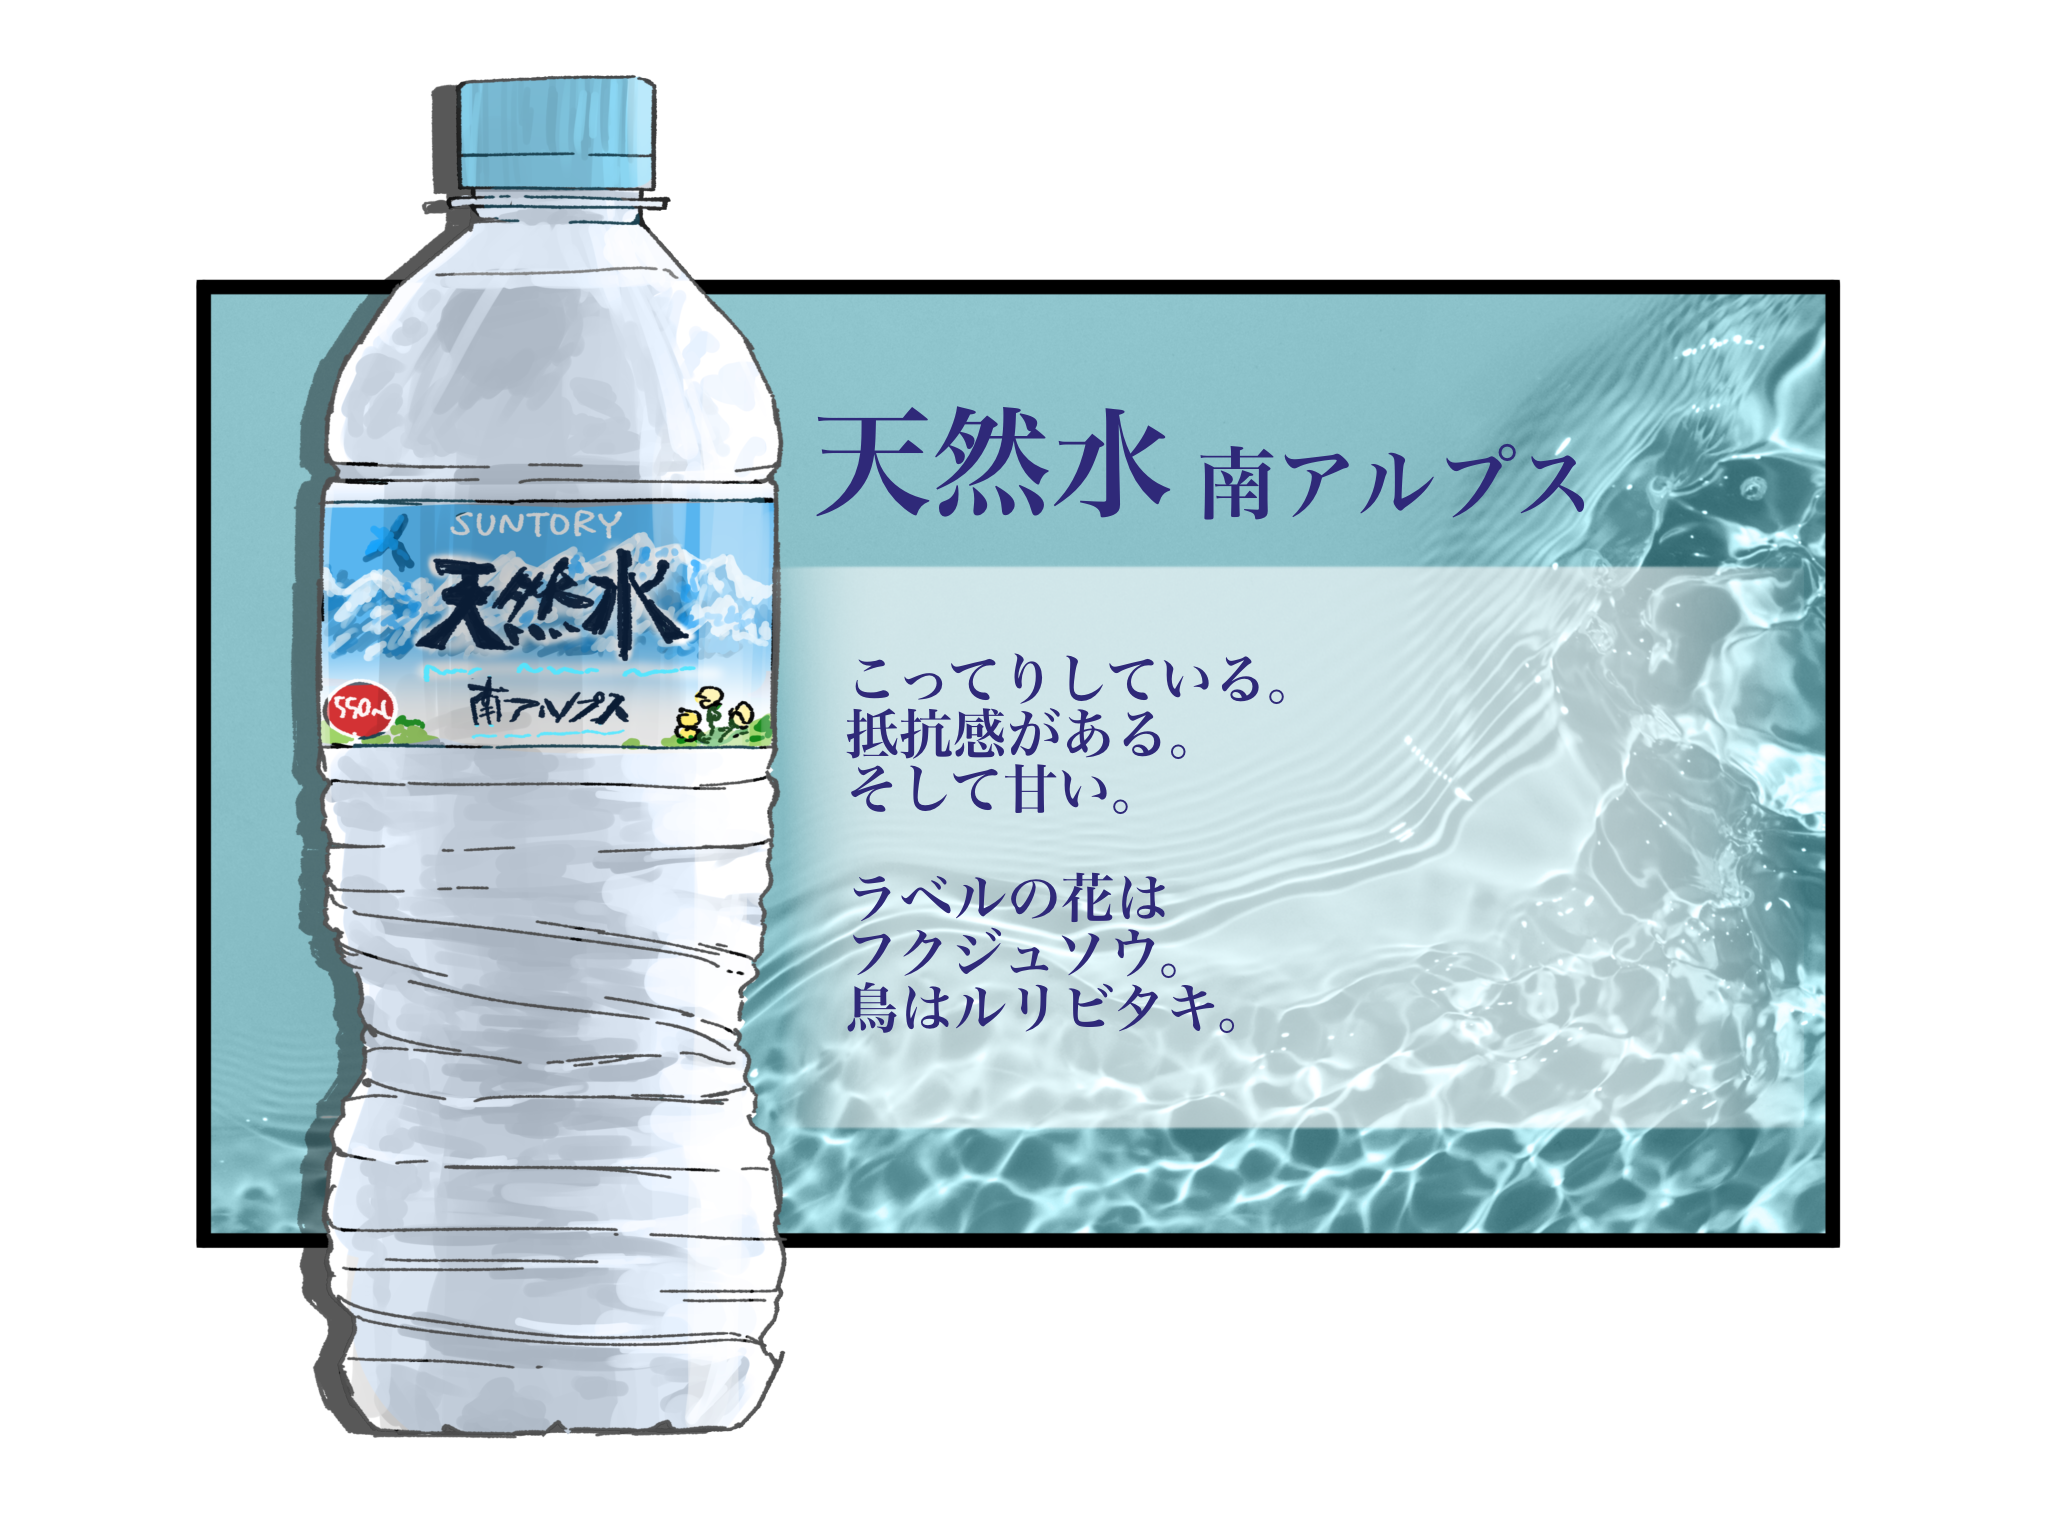 SUNTORY
天然水
南アルプス
550ml
天然水 南アルプス
こってりしている。
抵抗感がある。
そして甘い。
ラベルの花は
フクジュソウ。
鳥はルリビタキ。